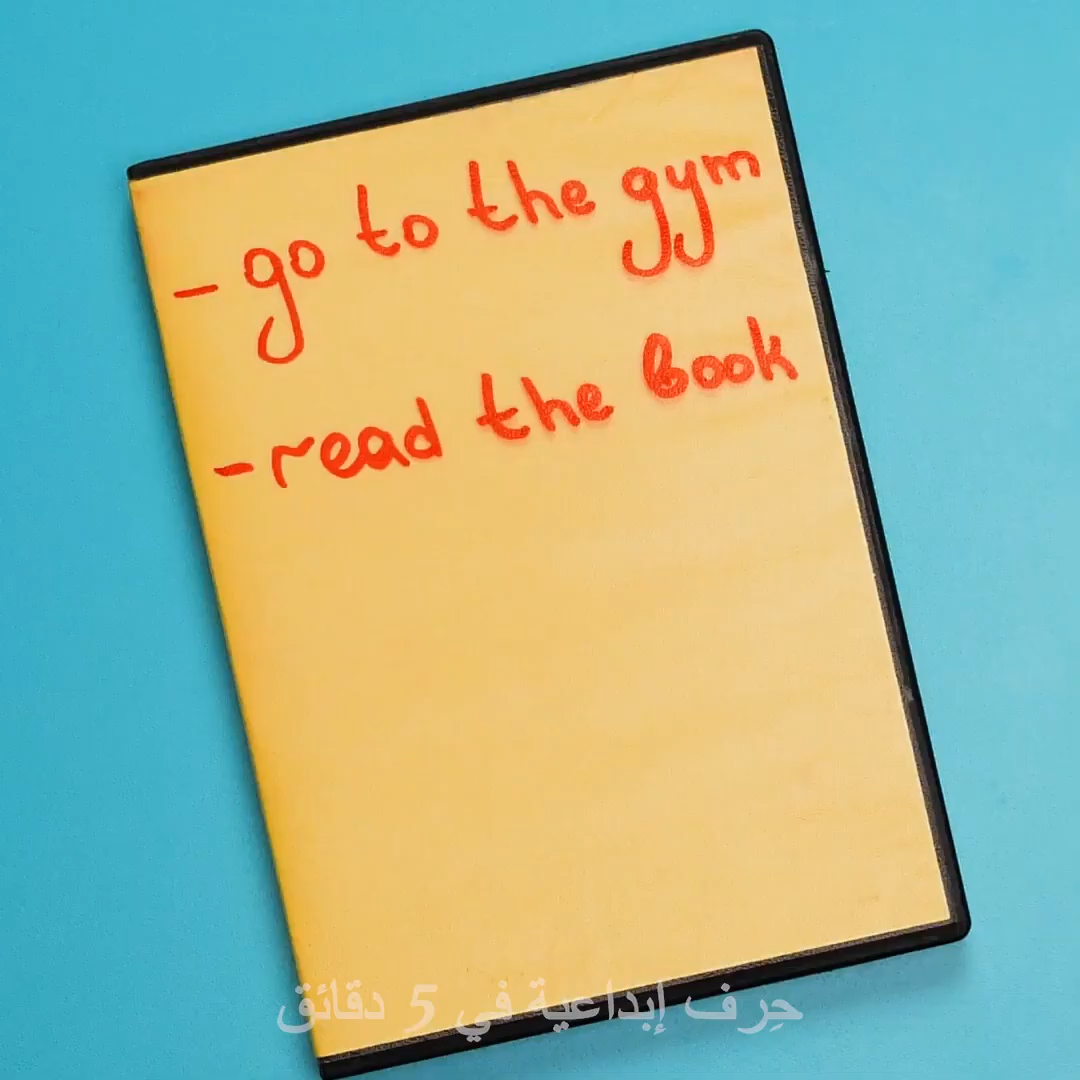 - go to the gym
- read the book
حِرف إبداعية في 5 دقائق